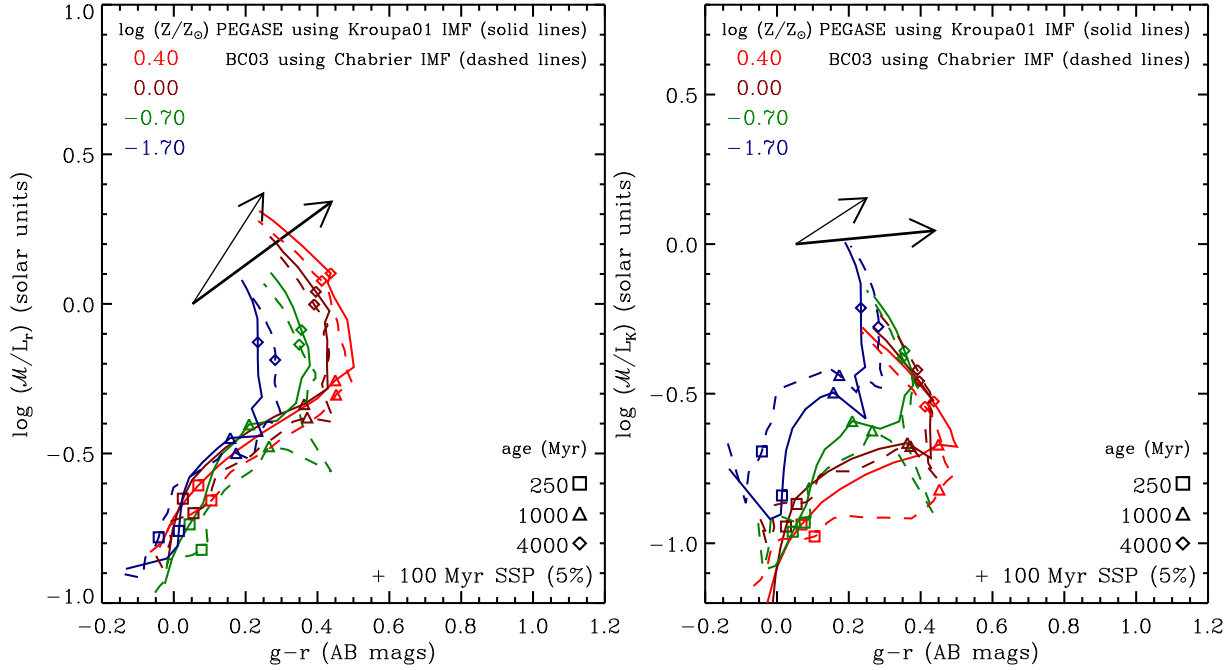 log (Z/Z⊙) PEGASE using Kroupa01 IMF (solid lines)
0.40 BC03 using Chabrier IMF (dashed lines)
0.00
−0.70
−1.70
1.0
0.5
0.0
−0.5
−1.0
log (ℳ/Lr) (solar units)
age (Myr)
250
1000
4000
+ 100 Myr SSP (5%)
−0.2 0.0 0.2 0.4 0.6 0.8 1.0 1.2
g−r (AB mags)
log (Z/Z⊙) PEGASE using Kroupa01 IMF (solid lines)
0.40 BC03 using Chabrier IMF (dashed lines)
0.00
−0.70
−1.70
0.5
0.0
−0.5
−1.0
log (ℳ/LK) (solar units)
age (Myr)
250
1000
4000
+ 100 Myr SSP (5%)
−0.2 0.0 0.2 0.4 0.6 0.8 1.0 1.2
g−r (AB mags)